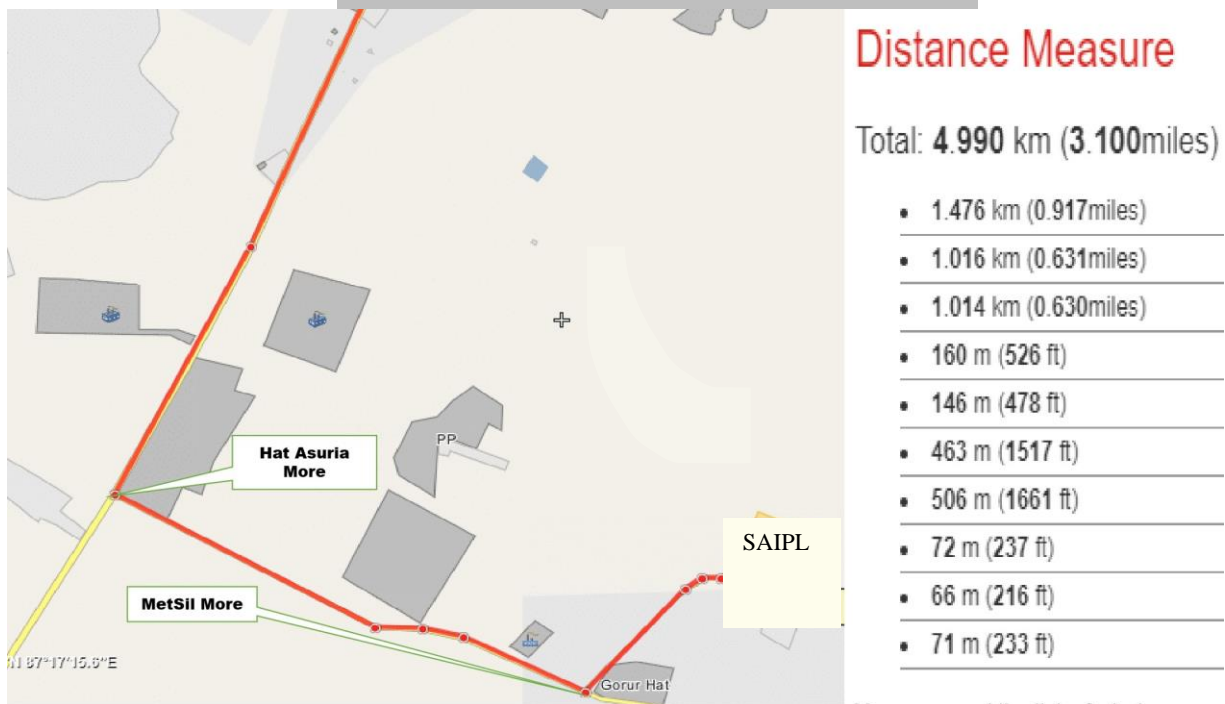 Hat Asuria
More
PP
SAIPL
MetSil More
N 87°17'15.6"E
Gorur Hat
Distance Measure
Total: 4.990 km (3.100miles)
• 1.476 km (0.917miles)
• 1.016 km (0.631miles)
• 1.014 km (0.630miles)
• 160 m (526 ft)
• 146 m (478 ft)
• 463 m (1517 ft)
• 506 m (1661 ft)
• 72 m (237 ft)
• 66 m (216 ft)
• 71 m (233 ft)